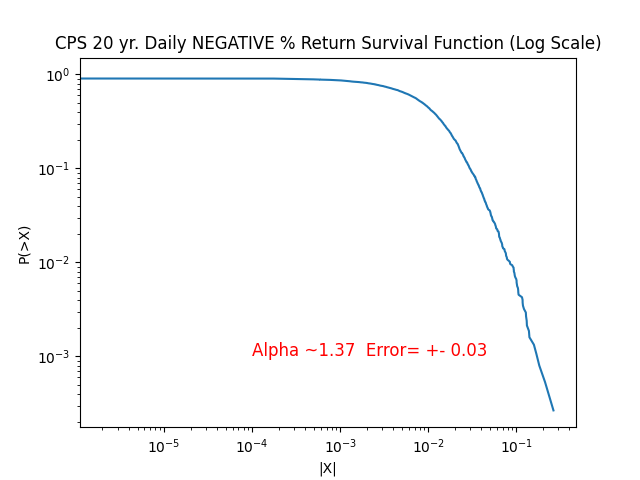 CPS 20 yr. Daily NEGATIVE % Return Survival Function (Log Scale)
10⁰
10⁻¹
10⁻²
10⁻³
P(>X)
Alpha ~1.37  Error= +- 0.03
10⁻⁵ 10⁻⁴ 10⁻³ 10⁻² 10⁻¹
|X|